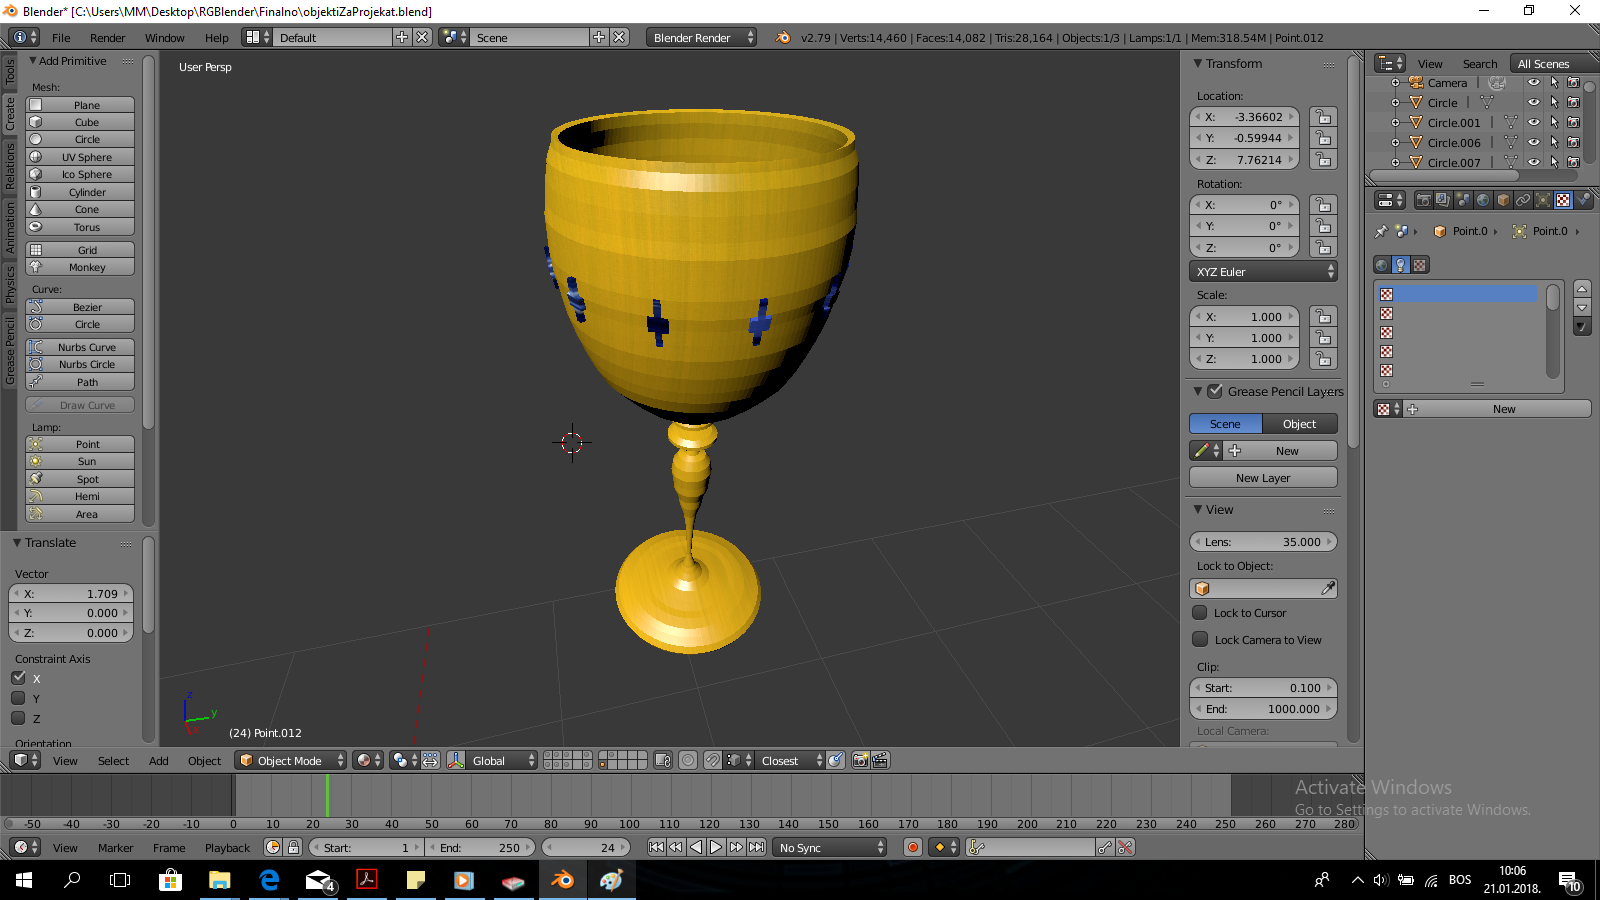 Blender* [C:\Users\MM\Desktop\RGBlender\Finalno\objektiZaProjekat.blend]
File Render Window Help Default Scene Blender Render v2.79 | Verts:14,460 | Faces:14,082 | Tris:28,164 | Objects:1/3 | Lamps:1/1 | Mem:318.54M | Point.012
Tools
Create
Relations
Animation
Physics
Grease Pencil
Add Primitive
Mesh:
Plane
Cube
Circle
UV Sphere
Ico Sphere
Cylinder
Cone
Torus
Grid
Monkey
Curve:
Bezier
Circle
Nurbs Curve
Nurbs Circle
Path
Draw Curve
Lamp:
Point
Sun
Spot
Hemi
Area
Translate
Vector
X: 1.709
Y: 0.000
Z: 0.000
Constraint Axis
X
Y
Z
Orientation
User Persp
z
y
x
(24) Point.012
Transform
Location:
X: -3.36602
Y: -0.59944
Z: 7.76214
Rotation:
X: 0°
Y: 0°
Z: 0°
XYZ Euler
Scale:
X: 1.000
Y: 1.000
Z: 1.000
Grease Pencil Layers
Scene Object
New
New Layer
View
Lens: 35.000
Lock to Object:
Lock to Cursor
Lock Camera to View
Clip:
Start: 0.100
End: 1000.000
Local Camera:
View Search All Scenes
Camera
Circle
Circle.001
Circle.006
Circle.007
Point.0 Point.0
New
View Select Add Object Object Mode Global Closest
Activate Windows
Go to Settings to activate Windows.
-50 -40 -30 -20 -10 0 10 20 30 40 50 60 70 80 90 100 110 120 130 140 150 160 170 180 190 200 210 220 230 240 250 260 270 280
View Marker Frame Playback Start: 1 End: 250 24 No Sync
4
BOS
10:06
21.01.2018.
10